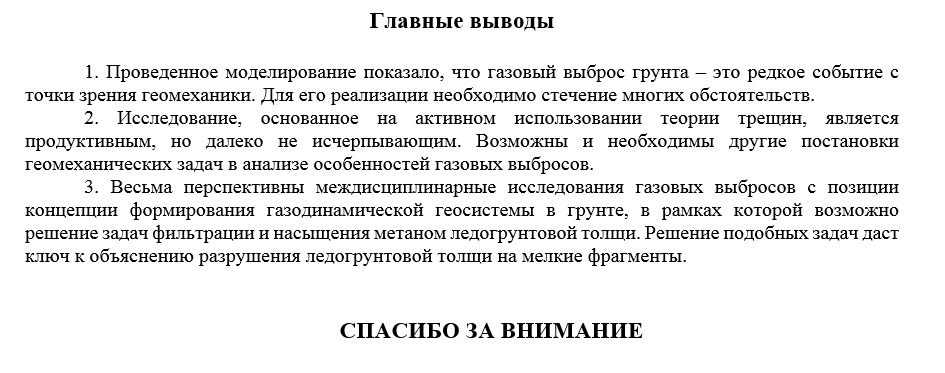 Главные выводы
1. Проведенное моделирование показало, что газовый выброс грунта – это редкое событие с
точки зрения геомеханики. Для его реализации необходимо стечение многих обстоятельств.
2. Исследование, основанное на активном использовании теории трещин, является
продуктивным, но далеко не исчерпывающим. Возможны и необходимы другие постановки
геомеханических задач в анализе особенностей газовых выбросов.
3. Весьма перспективны междисциплинарные исследования газовых выбросов с позиции
концепции формирования газодинамической геосистемы в грунте, в рамках которой возможно
решение задач фильтрации и насыщения метаном ледогрунтовой толщи. Решение подобных задач даст
ключ к объяснению разрушения ледогрунтовой толщи на мелкие фрагменты.
СПАСИБО ЗА ВНИМАНИЕ